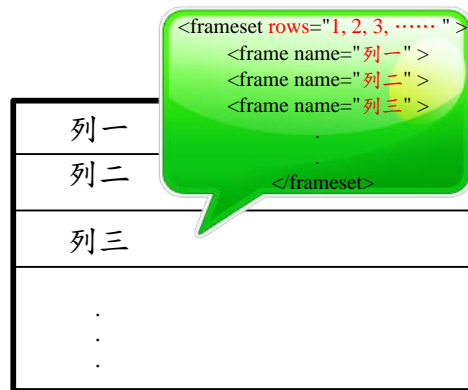 <frameset rows="1, 2, 3, ⋯⋯ " >
<frame name="列一" >
<frame name="列二" >
<frame name="列三" >
.
.
</frameset>
列一
列二
列三
.
.
.